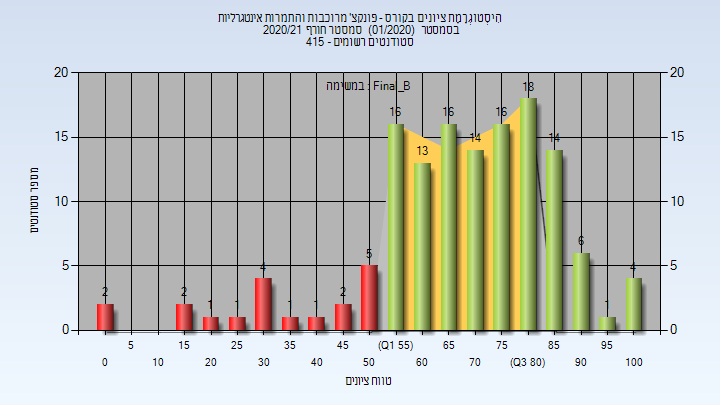 היסטוגרמת ציונים בקורס - פונקצ' מרוכבות והתמרות אינטגרליות
בסמסטר (01/2020) סמסטר חורף 2020/21
סטודנטים רשומים - 415
במשימה : Final_B
20 20
15 15
10 10
5 5
0 0
מספר סטודנטים
2 2 1 1 4 1 1 2 5 16 13 16 14 16 18 14 6 1 4
5 15 25 35 45 (Q1 55) 65 75 85 95
0 10 20 30 40 50 60 70 (Q3 80) 90 100
טווח ציונים